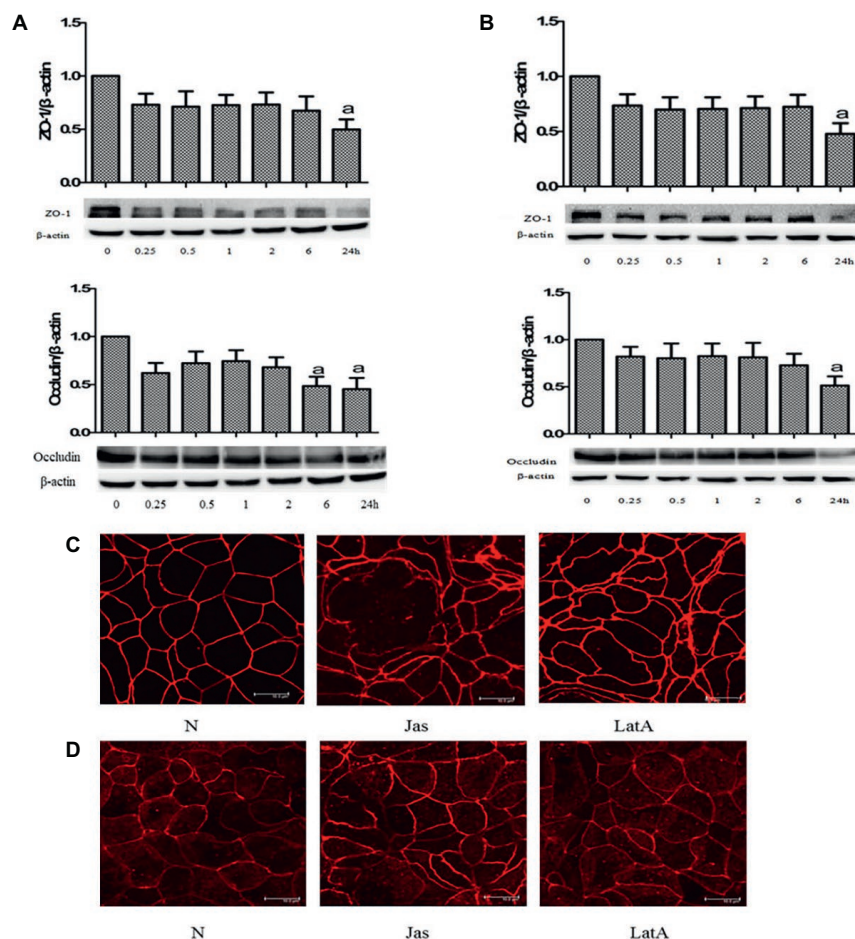 A
1.5
1.0
0.5
0.0
ZO-1/β-actin
a
ZO-1
β-actin
0 0.25 0.5 1 2 6 24h
1.5
1.0
0.5
0.0
Occludin/β-actin
a a
Occludin
β-actin
0 0.25 0.5 1 2 6 24h
B
1.5
1.0
0.5
0.0
ZO-1/β-actin
a
ZO-1
β-actin
0 0.25 0.5 1 2 6 24h
1.5
1.0
0.5
0.0
Occludin/β-actin
a
Occludin
β-actin
0 0.25 0.5 1 2 6 24h
C
N Jas LatA
D
N Jas LatA